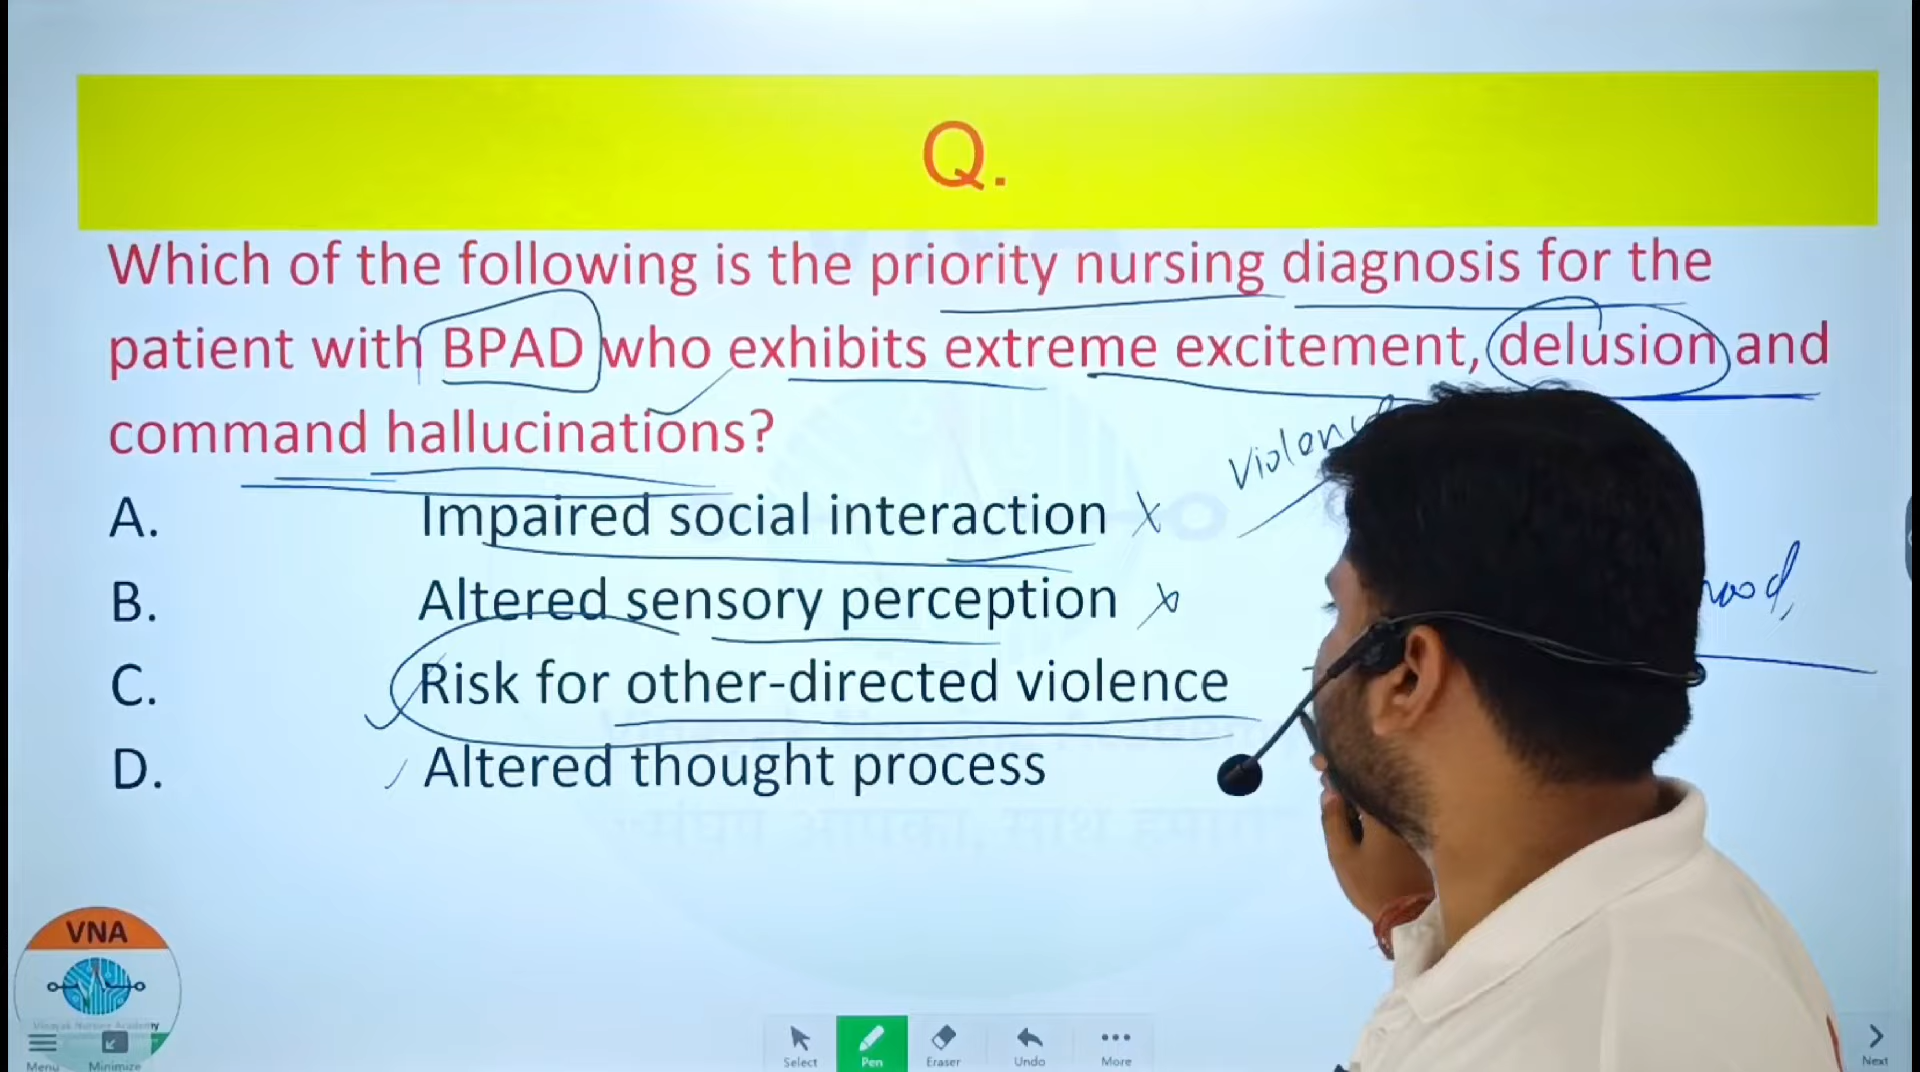 Q.
Which of the following is the priority nursing diagnosis for the
patient with BPAD who exhibits extreme excitement, delusion and
command hallucinations?
A. Impaired social interaction
B. Altered sensory perception
C. Risk for other-directed violence
D. Altered thought process
VNA
Menu Minimize Select Pen Eraser Undo More Next